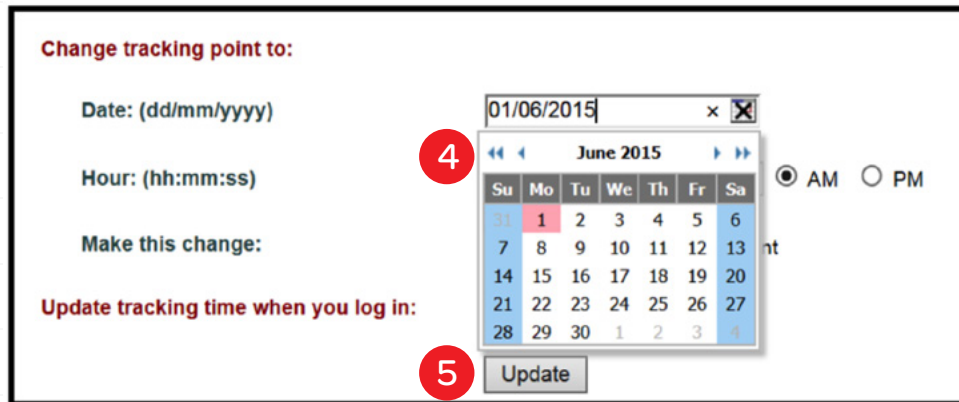 Change tracking point to:
Date: (dd/mm/yyyy)
01/06/2015
4
June 2015
Hour: (hh:mm:ss)
AM PM
Su Mo Tu We Th Fr Sa
31 1 2 3 4 5 6
Make this change:
7 8 9 10 11 12 13
nt
14 15 16 17 18 19 20
Update tracking time when you log in:
21 22 23 24 25 26 27
28 29 30 1 2 3 4
5
Update